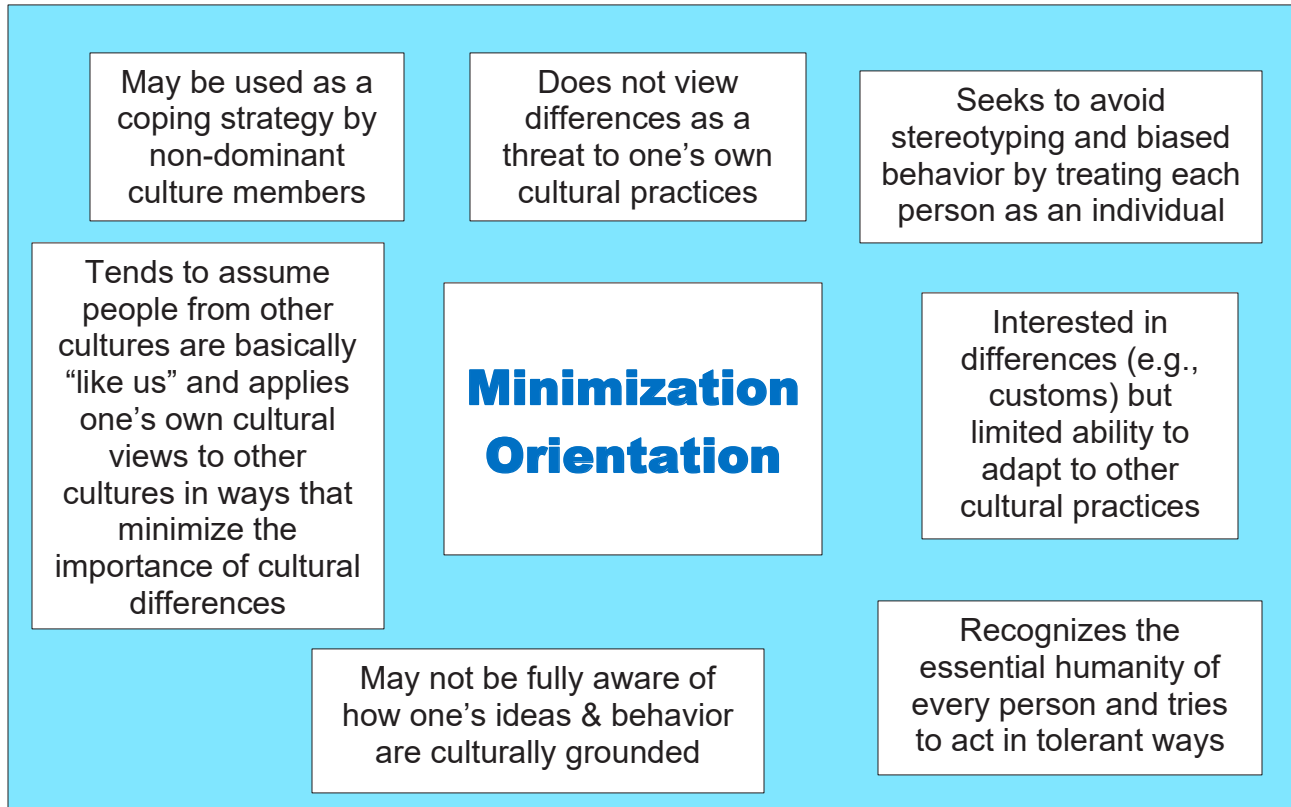 May be used as a
coping strategy by
non-dominant
culture members
Does not view
differences as a
threat to one’s own
cultural practices
Seeks to avoid
stereotyping and biased
behavior by treating each
person as an individual
Tends to assume
people from other
cultures are basically
“like us” and applies
one’s own cultural
views to other
cultures in ways that
minimize the
importance of cultural
differences
Minimization
Orientation
Interested in
differences (e.g.,
customs) but
limited ability to
adapt to other
cultural practices
May not be fully aware of
how one’s ideas & behavior
are culturally grounded
Recognizes the
essential humanity of
every person and tries
to act in tolerant ways